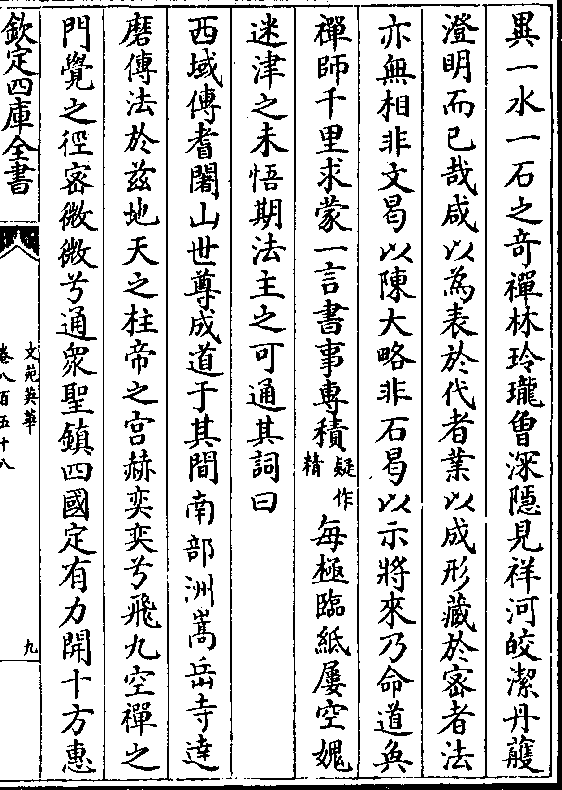 異一水一石之奇禪林玲瓏曾深隱見祥河皎潔丹雘
澄明而已哉咸以為表於代者業以成形藏於密者法
亦無相非文曷以陳大略非石曷以示將來乃命道奐
禪師千里求蒙一言書事專積疑作精每極臨紙屢空媿
迷津之未悟期法主之可通其詞曰
西域傳耆闍山世尊成道于其間南部洲嵩岳寺達
磨傳法於兹地天之柱帝之宫赫奕奕兮飛九空禪之
門覺之徑密微微兮通衆聖鎮四國定有力開十方惠
欽定四庫全書
文苑英華
卷八百五十八
九